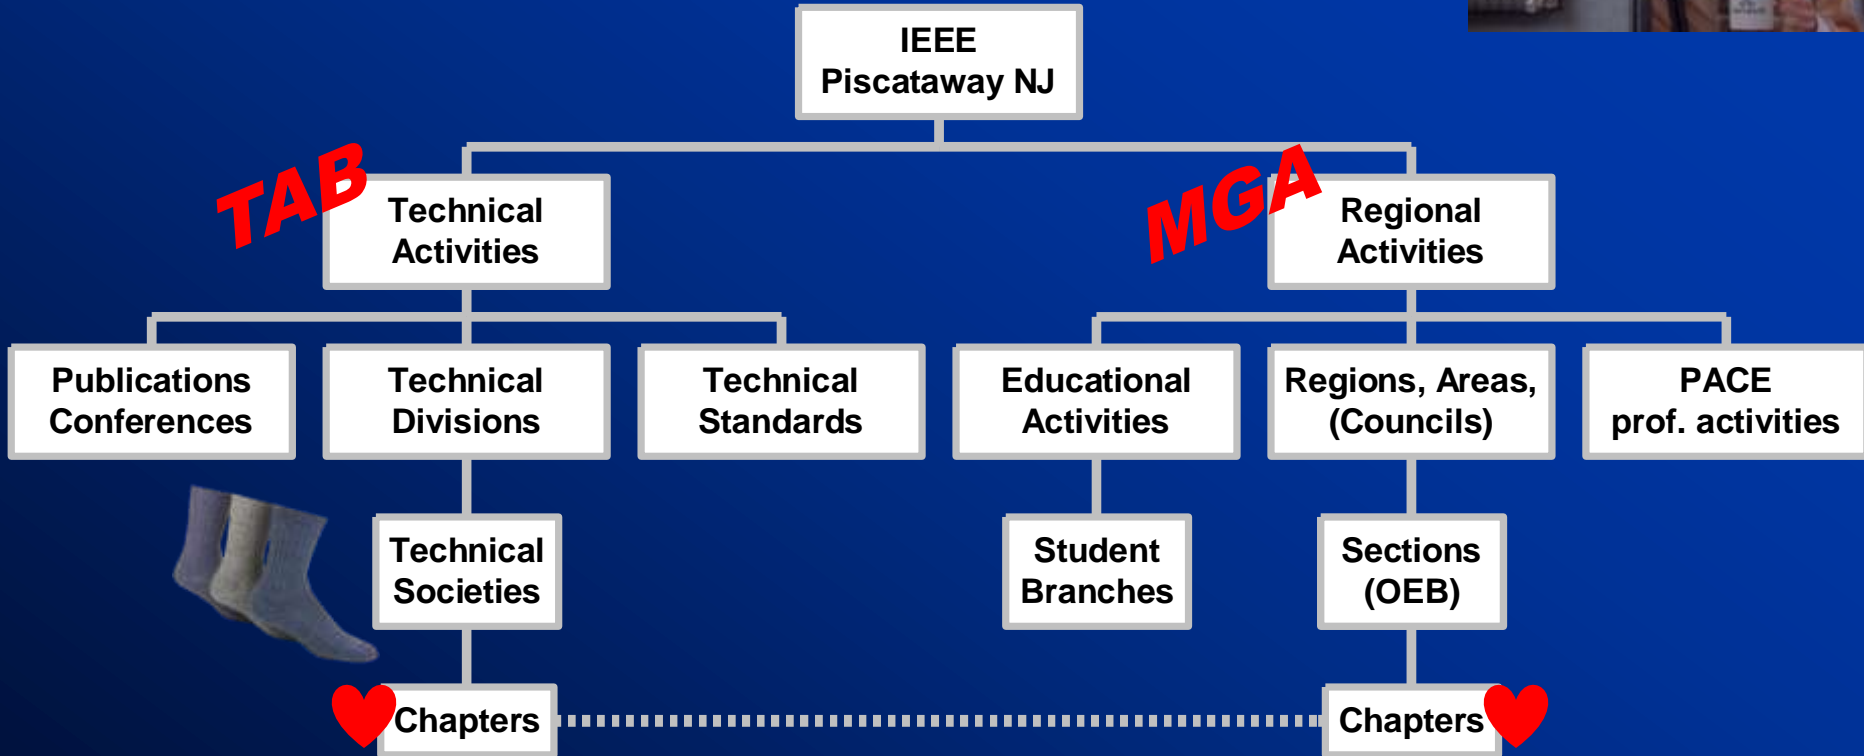 IEEE
Piscataway NJ
TAB
Technical
Activities
MGA
Regional
Activities
Publications
Conferences
Technical
Divisions
Technical
Standards
Educational
Activities
Regions, Areas,
(Councils)
PACE
prof. activities
Technical
Societies
Student
Branches
Sections
(OEB)
Chapters
Chapters